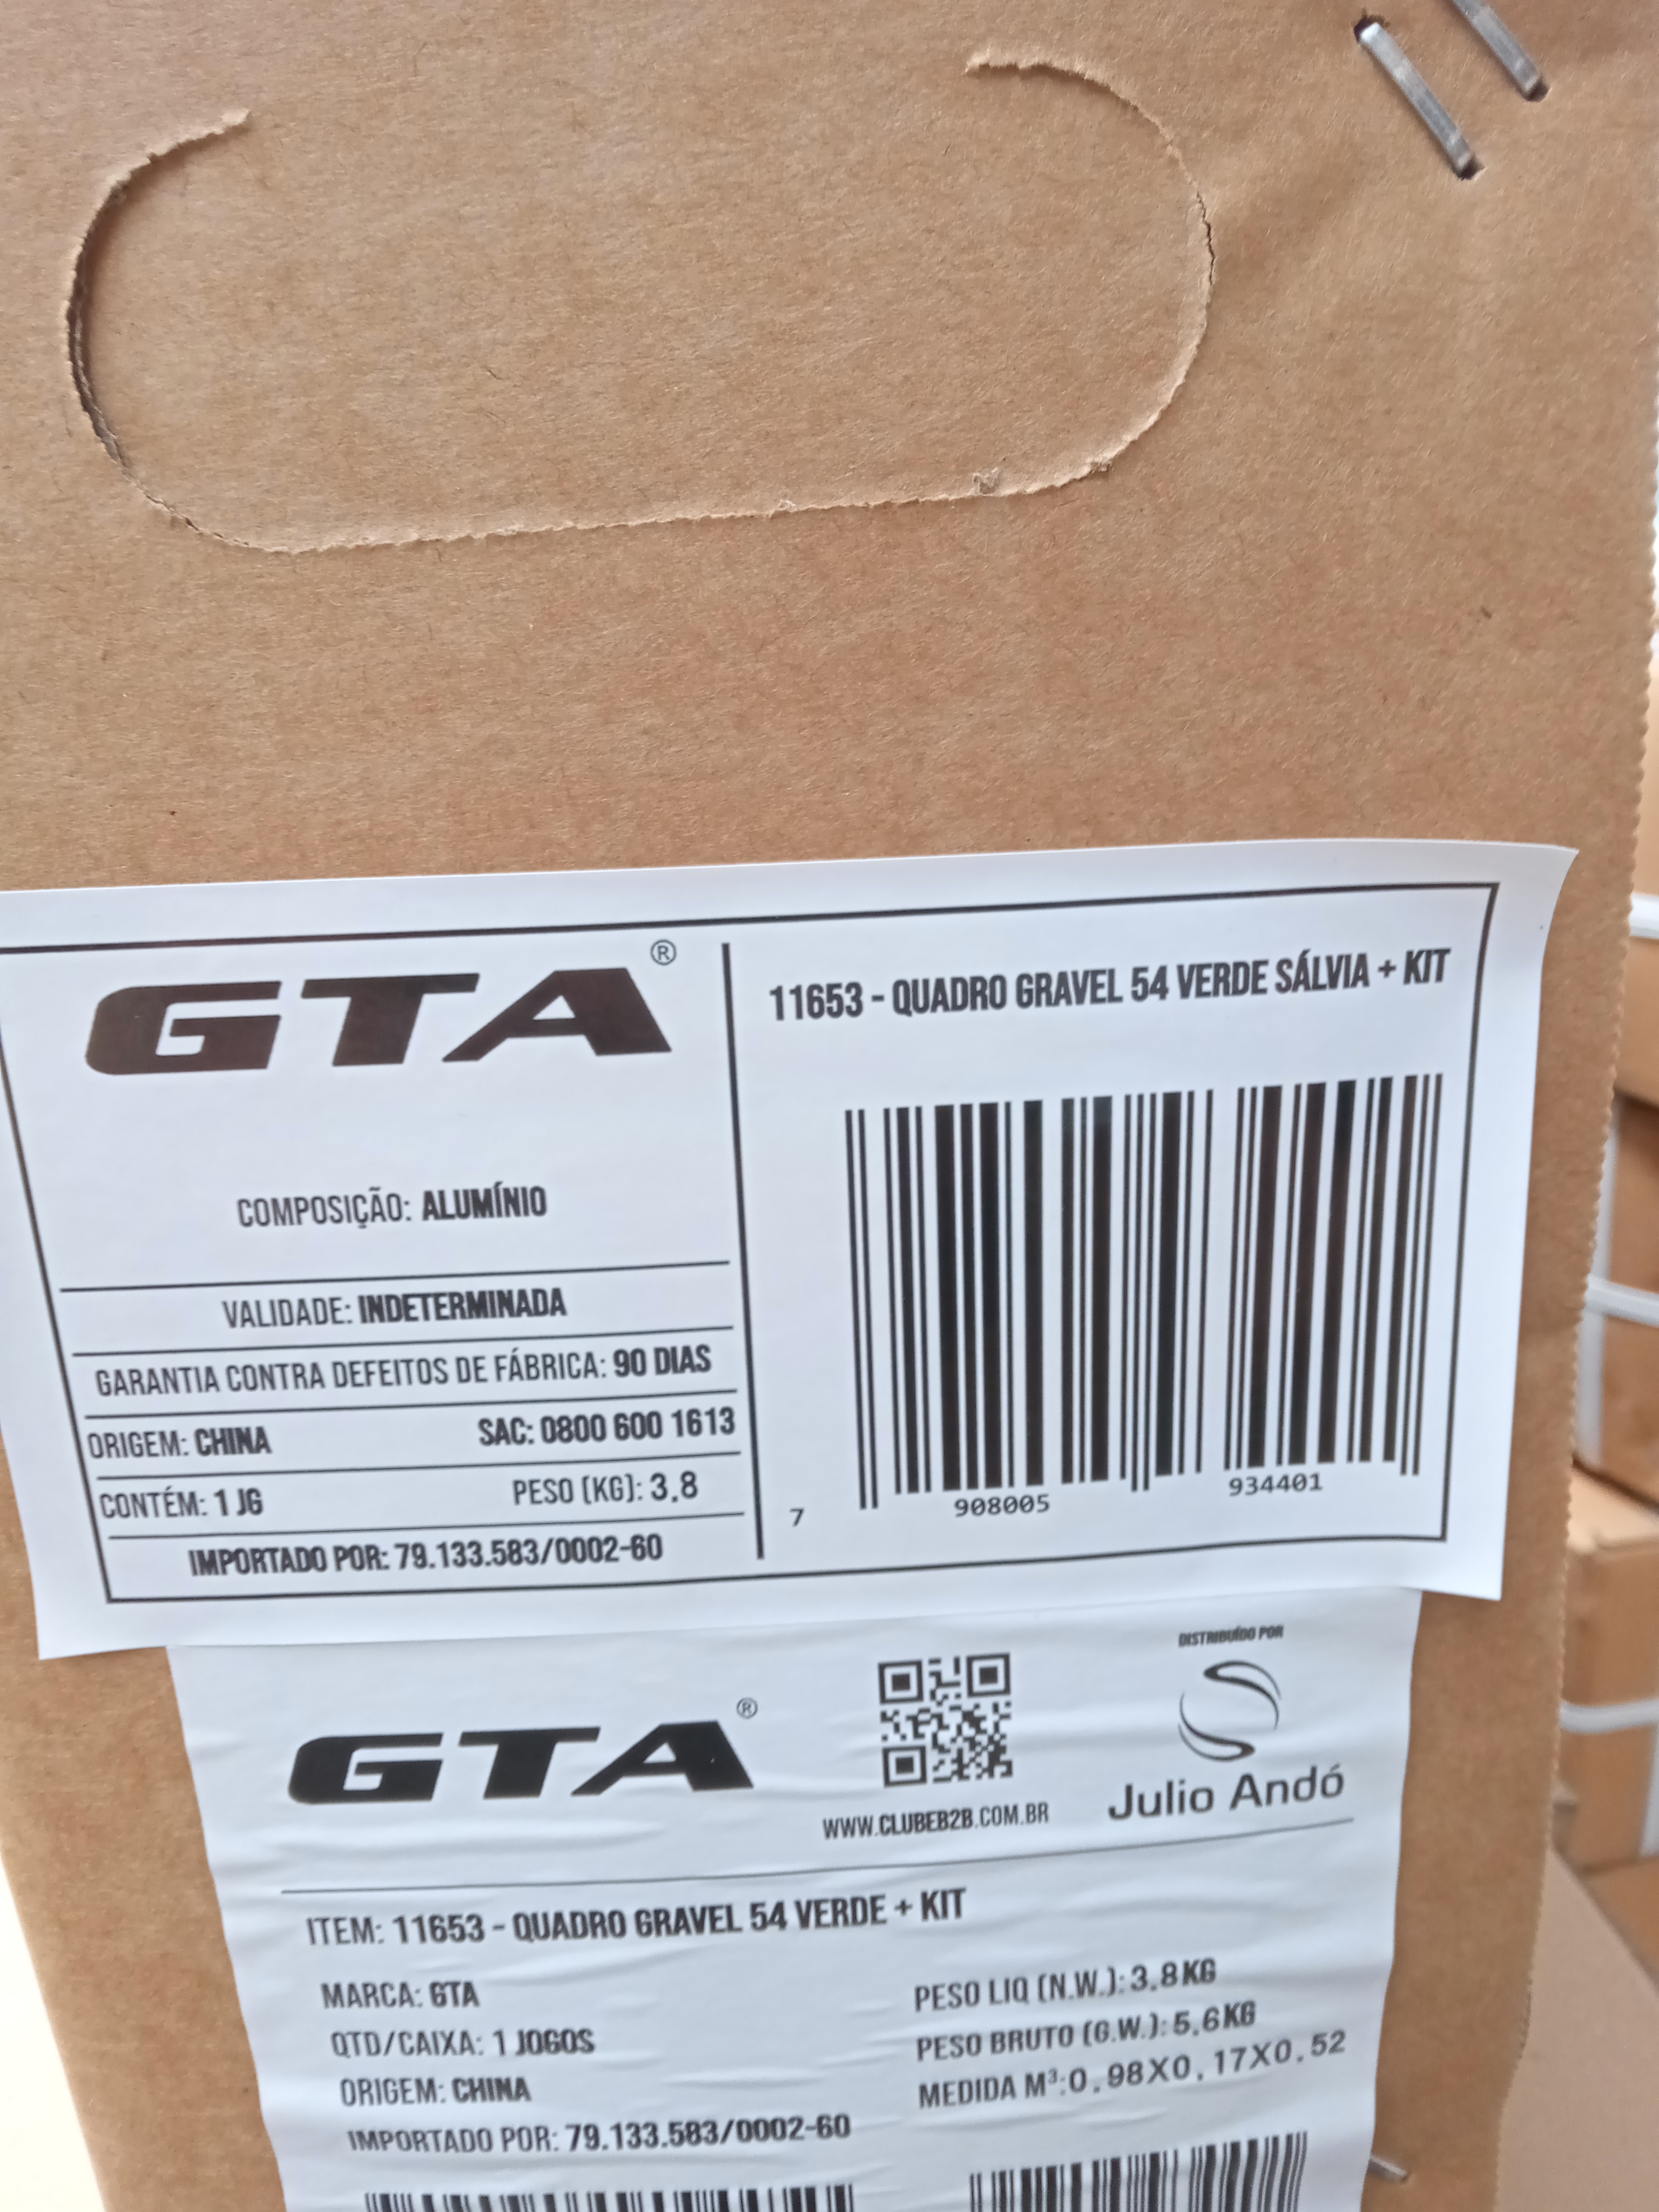 GTA®
11653 - QUADRO GRAVEL 54 VERDE SÁLVIA + KIT
COMPOSIÇÃO: ALUMÍNIO
VALIDADE: INDETERMINADA
GARANTIA CONTRA DEFEITOS DE FÁBRICA: 90 DIAS
ORIGEM: CHINA SAC: 0800 600 1613
CONTÉM: 1 JG PESO (KG): 3.8
IMPORTADO POR: 79.133.583/0002-60
7 908005 934401
GTA®
WWW.CLUBEB2B.COM.BR
DISTRIBUÍDO POR
Julio Andó
ITEM: 11653 - QUADRO GRAVEL 54 VERDE + KIT
MARCA: GTA
QTD/CAIXA: 1 JOGOS
ORIGEM: CHINA
IMPORTADO POR: 79.133.583/0002-60
PESO LIQ (N.W.): 3.8KG
PESO BRUTO (G.W.): 5.6KG
MEDIDA M³:0.98X0.17X0.52